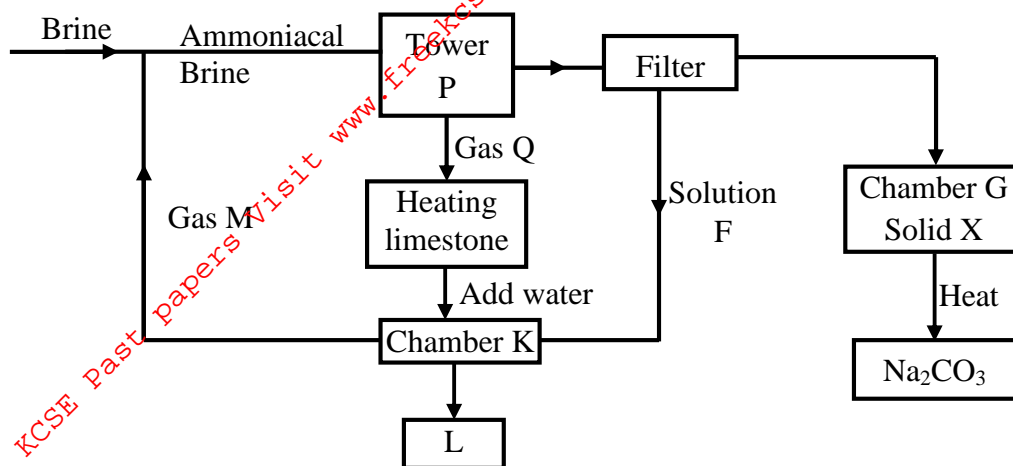 Brine
Ammoniacal
Brine
Tower
P
Filter
Gas Q
Gas M
Heating
limestone
Solution
F
Chamber G
Solid X
Add water
Heat
Chamber K
Na₂CO₃
L
KCSE Past papers Visit www.freekcs